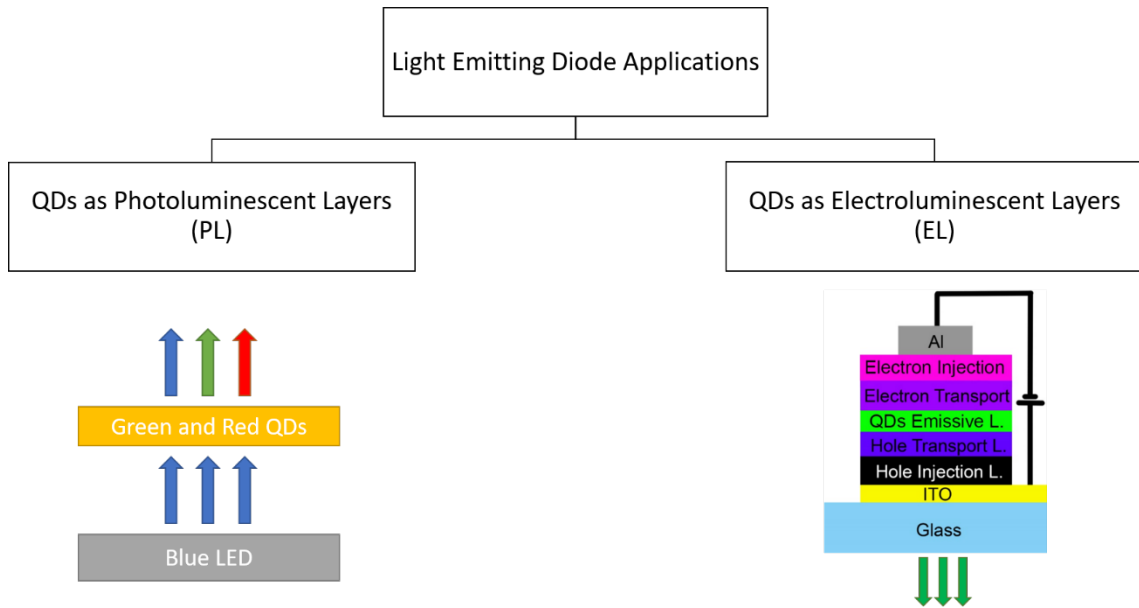 Light Emitting Diode Applications
QDs as Photoluminescent Layers
(PL)
QDs as Electroluminescent Layers
(EL)
Green and Red QDs
Blue LED
Al
Electron Injection
Electron Transport
QDs Emissive L.
Hole Transport L.
Hole Injection L.
ITO
Glass